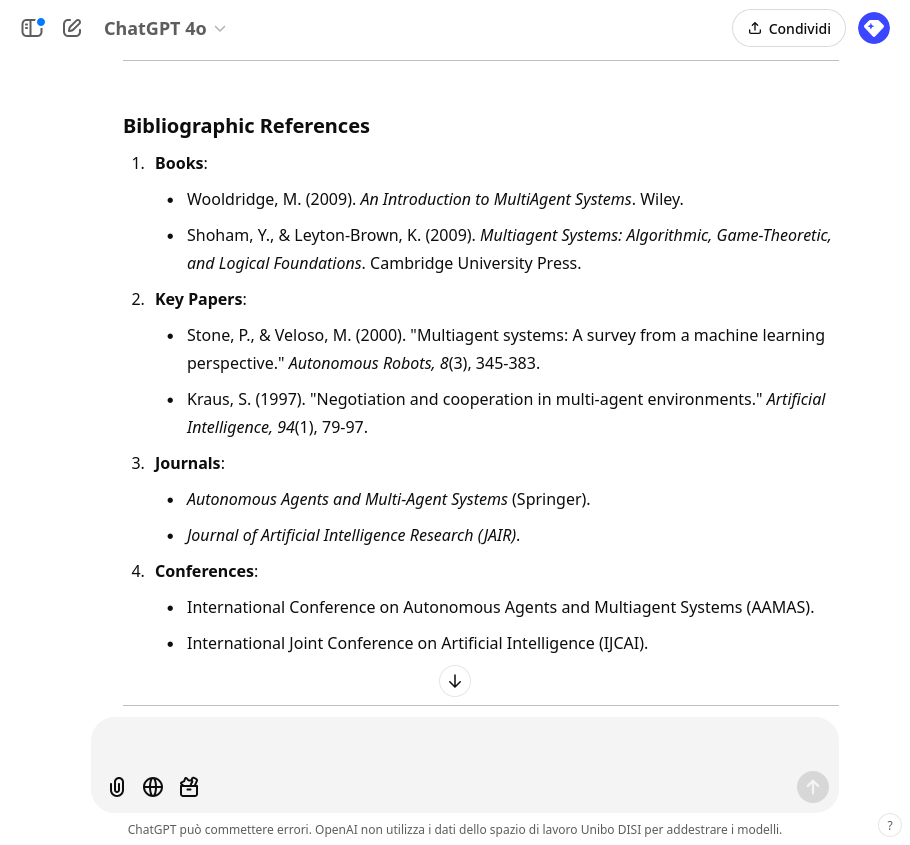 ChatGPT 4o
Condividi
Bibliographic References
1. Books:
• Wooldridge, M. (2009). An Introduction to MultiAgent Systems. Wiley.
• Shoham, Y., & Leyton-Brown, K. (2009). Multiagent Systems: Algorithmic, Game-Theoretic,
and Logical Foundations. Cambridge University Press.
2. Key Papers:
• Stone, P., & Veloso, M. (2000). "Multiagent systems: A survey from a machine learning
perspective." Autonomous Robots, 8(3), 345-383.
• Kraus, S. (1997). "Negotiation and cooperation in multi-agent environments." Artificial
Intelligence, 94(1), 79-97.
3. Journals:
• Autonomous Agents and Multi-Agent Systems (Springer).
• Journal of Artificial Intelligence Research (JAIR).
4. Conferences:
• International Conference on Autonomous Agents and Multiagent Systems (AAMAS).
• International Joint Conference on Artificial Intelligence (IJCAI).
ChatGPT può commettere errori. OpenAI non utilizza i dati dello spazio di lavoro Unibo DISI per addestrare i modelli.
?